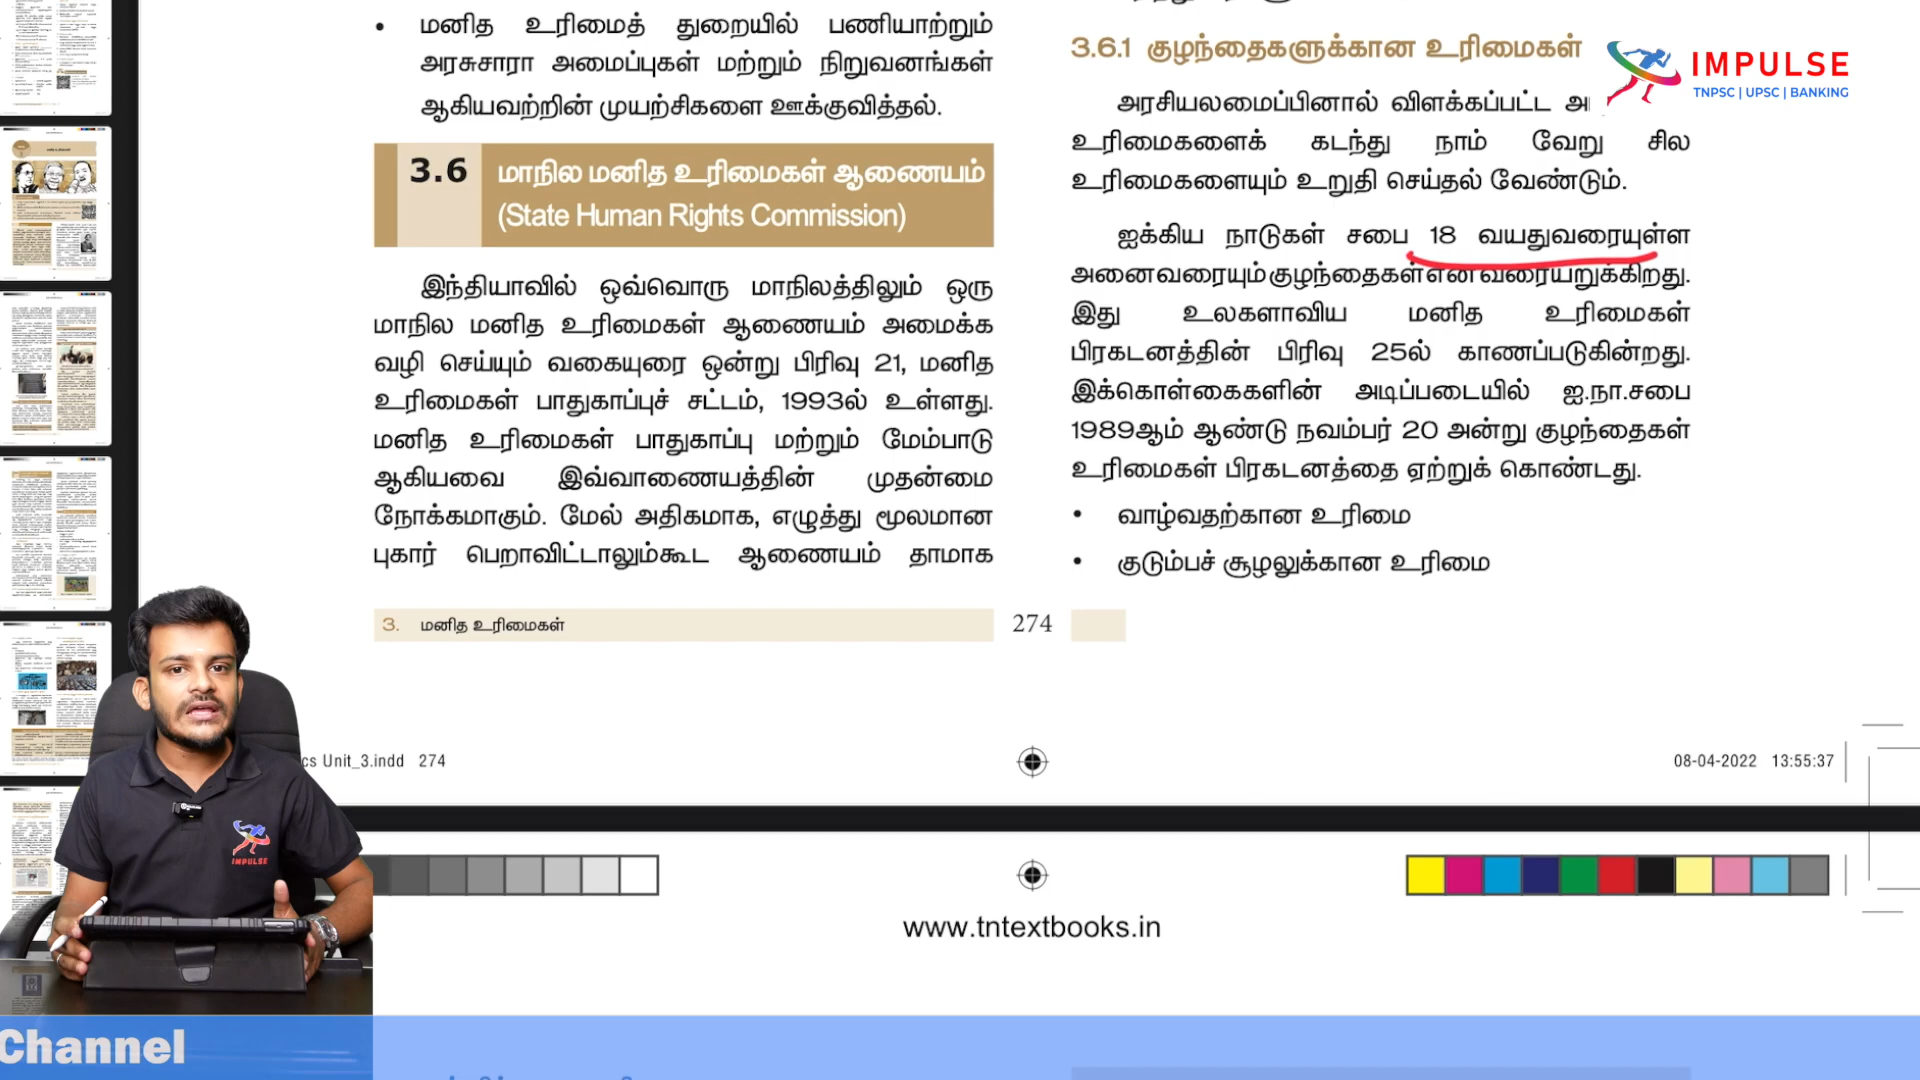 • மனித உரிமைத் துறையில் பணியாற்றும்
அரசுசாரா அமைப்புகள் மற்றும் நிறுவனங்கள்
ஆகியவற்றின் முயற்சிகளை ஊக்குவித்தல்.
3.6 மாநில மனித உரிமைகள் ஆணையம்
(State Human Rights Commission)
இந்தியாவில் ஒவ்வொரு மாநிலத்திலும் ஒரு
மாநில மனித உரிமைகள் ஆணையம் அமைக்க
வழி செய்யும் வகையுரை ஒன்று பிரிவு 21, மனித
உரிமைகள் பாதுகாப்புச் சட்டம், 1993ல் உள்ளது.
மனித உரிமைகள் பாதுகாப்பு மற்றும் மேம்பாடு
ஆகியவை இவ்வாணையத்தின் முதன்மை
நோக்கமாகும். மேல் அதிகமாக, எழுத்து மூலமான
புகார் பெறாவிட்டாலும்கூட ஆணையம் தாமாக
3.6.1 குழந்தைகளுக்கான உரிமைகள்
அரசியலமைப்பினால் விளக்கப்பட்ட அ
உரிமைகளைக் கடந்து நாம் வேறு சில
உரிமைகளையும் உறுதி செய்தல் வேண்டும்.
ஐக்கிய நாடுகள் சபை 18 வயதுவரையுள்ள
அனைவரையும் குழந்தைகள் என வரையறுக்கிறது.
இது உலகளாவிய மனித உரிமைகள்
பிரகடனத்தின் பிரிவு 25ல் காணப்படுகின்றது.
இக்கொள்கைகளின் அடிப்படையில் ஐ.நா.சபை
1989ஆம் ஆண்டு நவம்பர் 20 அன்று குழந்தைகள்
உரிமைகள் பிரகடனத்தை ஏற்றுக் கொண்டது.
• வாழ்வதற்கான உரிமை
• குடும்பச் சூழலுக்கான உரிமை
IMPULSE
TNPSC | UPSC | BANKING
3. மனித உரிமைகள்
274
cs Unit_3.indd 274
08-04-2022 13:55:37
IMPULSE
www.tntextbooks.in
Channel